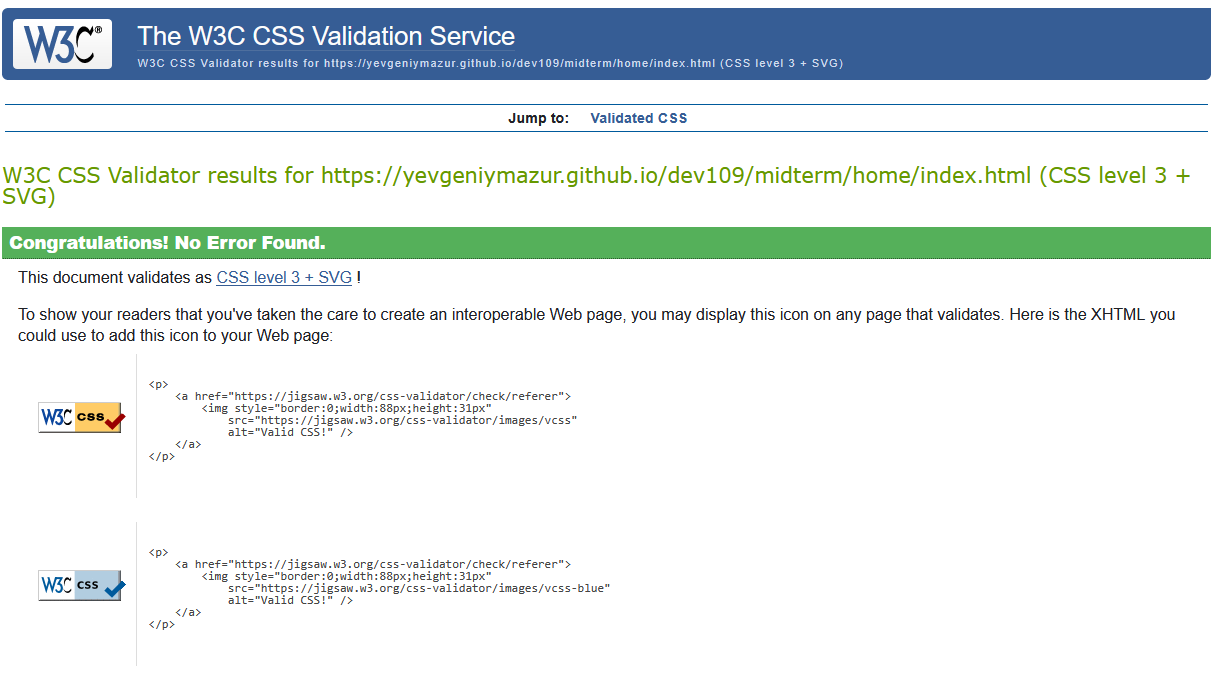 W3C®
The W3C CSS Validation Service
W3C CSS Validator results for https://yevgeniymazur.github.io/dev109/midterm/home/index.html (CSS level 3 + SVG)
Jump to: Validated CSS
W3C CSS Validator results for https://yevgeniymazur.github.io/dev109/midterm/home/index.html (CSS level 3 +
SVG)
Congratulations! No Error Found.
This document validates as CSS level 3 + SVG !
To show your readers that you've taken the care to create an interoperable Web page, you may display this icon on any page that validates. Here is the XHTML you
could use to add this icon to your Web page:
W3C css
<p>
    <a href="https://jigsaw.w3.org/css-validator/check/referer">
        <img style="border:0;width:88px;height:31px"
            src="https://jigsaw.w3.org/css-validator/images/vcss"
            alt="Valid CSS!" />
    </a>
</p>
W3C css
<p>
    <a href="https://jigsaw.w3.org/css-validator/check/referer">
        <img style="border:0;width:88px;height:31px"
            src="https://jigsaw.w3.org/css-validator/images/vcss-blue"
            alt="Valid CSS!" />
    </a>
</p>